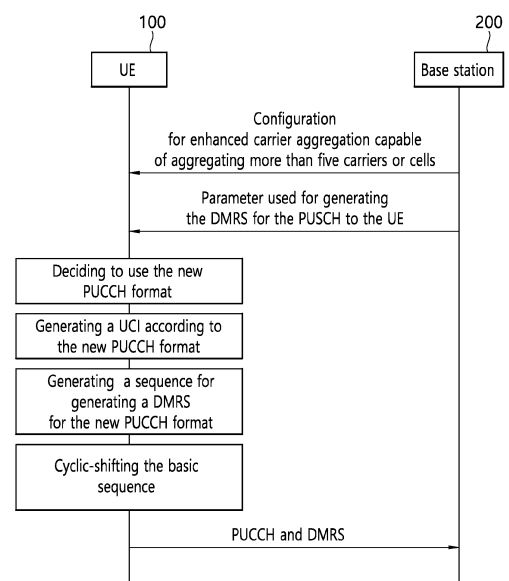 100
200
UE
Base station
Configuration
for enhanced carrier aggregation capable
of aggregating more than five carriers or cells
Parameter used for generating
the DMRS for the PUSCH to the UE
Deciding to use the new
PUCCH format
Generating a UCI according to
the new PUCCH format
Generating a sequence for
generating a DMRS
for the new PUCCH format
Cyclic-shifting the basic
sequence
PUCCH and DMRS